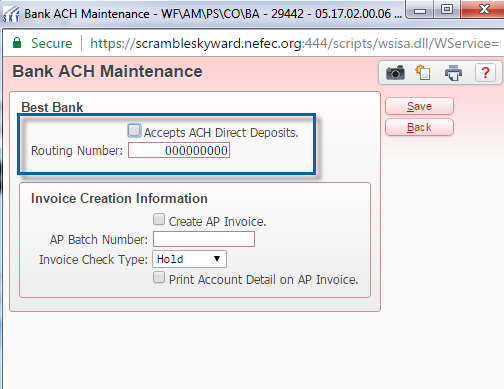 Bank ACH Maintenance - WF\AM\PS\CO\BA - 29442 - 05.17.02.00.06 ...
Secure https://scrambleskyward.nefec.org:444/scripts/wsisa.dll/WService=
Bank ACH Maintenance
?
Best Bank
Save
Accepts ACH Direct Deposits.
Back
Routing Number: 000000000
Invoice Creation Information
Create AP Invoice.
AP Batch Number:
Invoice Check Type: Hold
Print Account Detail on AP Invoice.